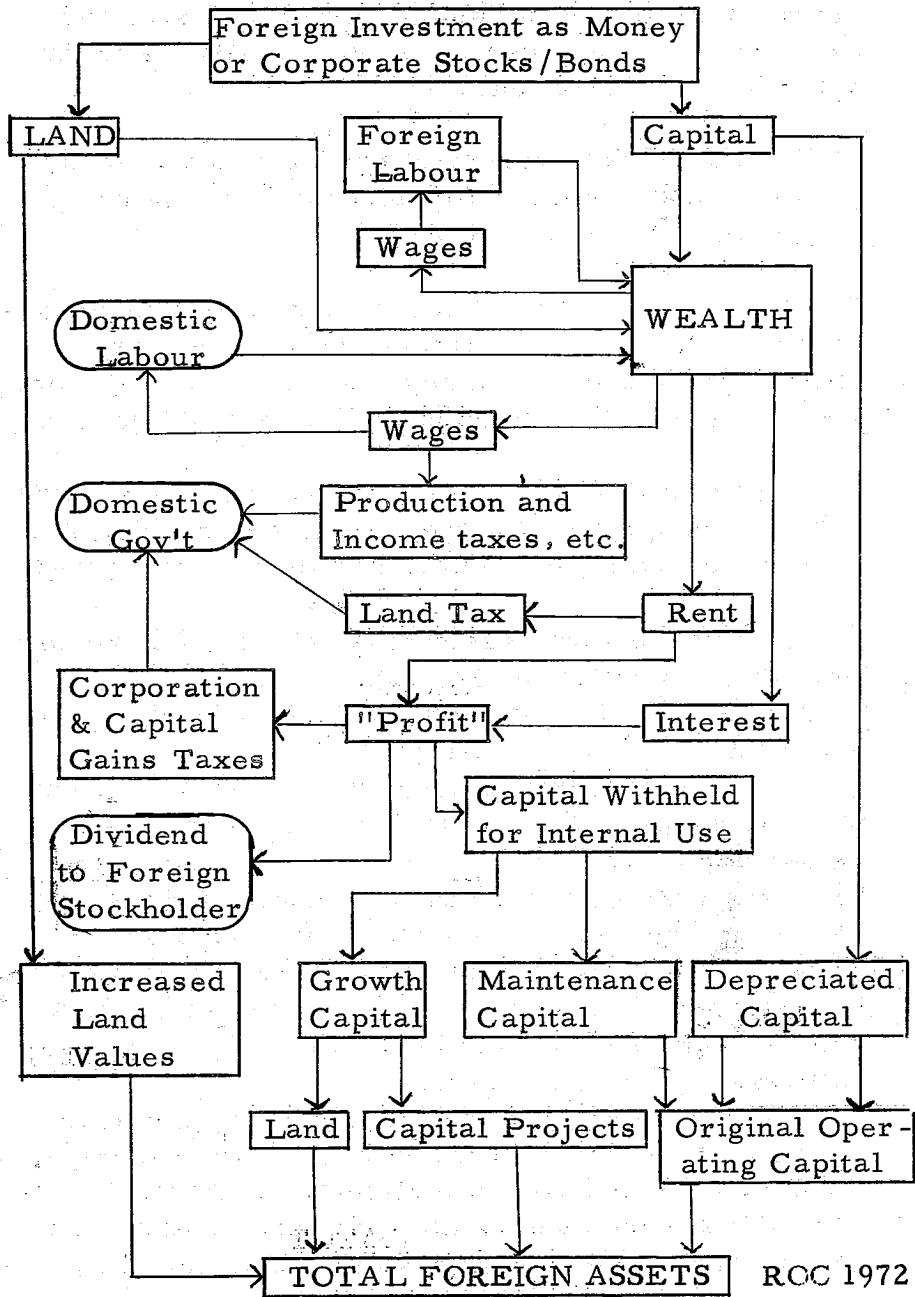 Foreign Investment as Money
or Corporate Stocks/Bonds
LAND
Foreign
Labour
Capital
Wages
WEALTH
Domestic
Labour
Wages
Domestic
Gov't
Production and
Income taxes, etc.
Land Tax
Rent
Corporation
& Capital
Gains Taxes
"Profit"
Interest
Capital Withheld
for Internal Use
Dividend
to Foreign
Stockholder
Increased
Land
Values
Growth
Capital
Maintenance
Capital
Depreciated
Capital
Land
Capital Projects
Original Oper-
ating Capital
TOTAL FOREIGN ASSETS
ROC 1972